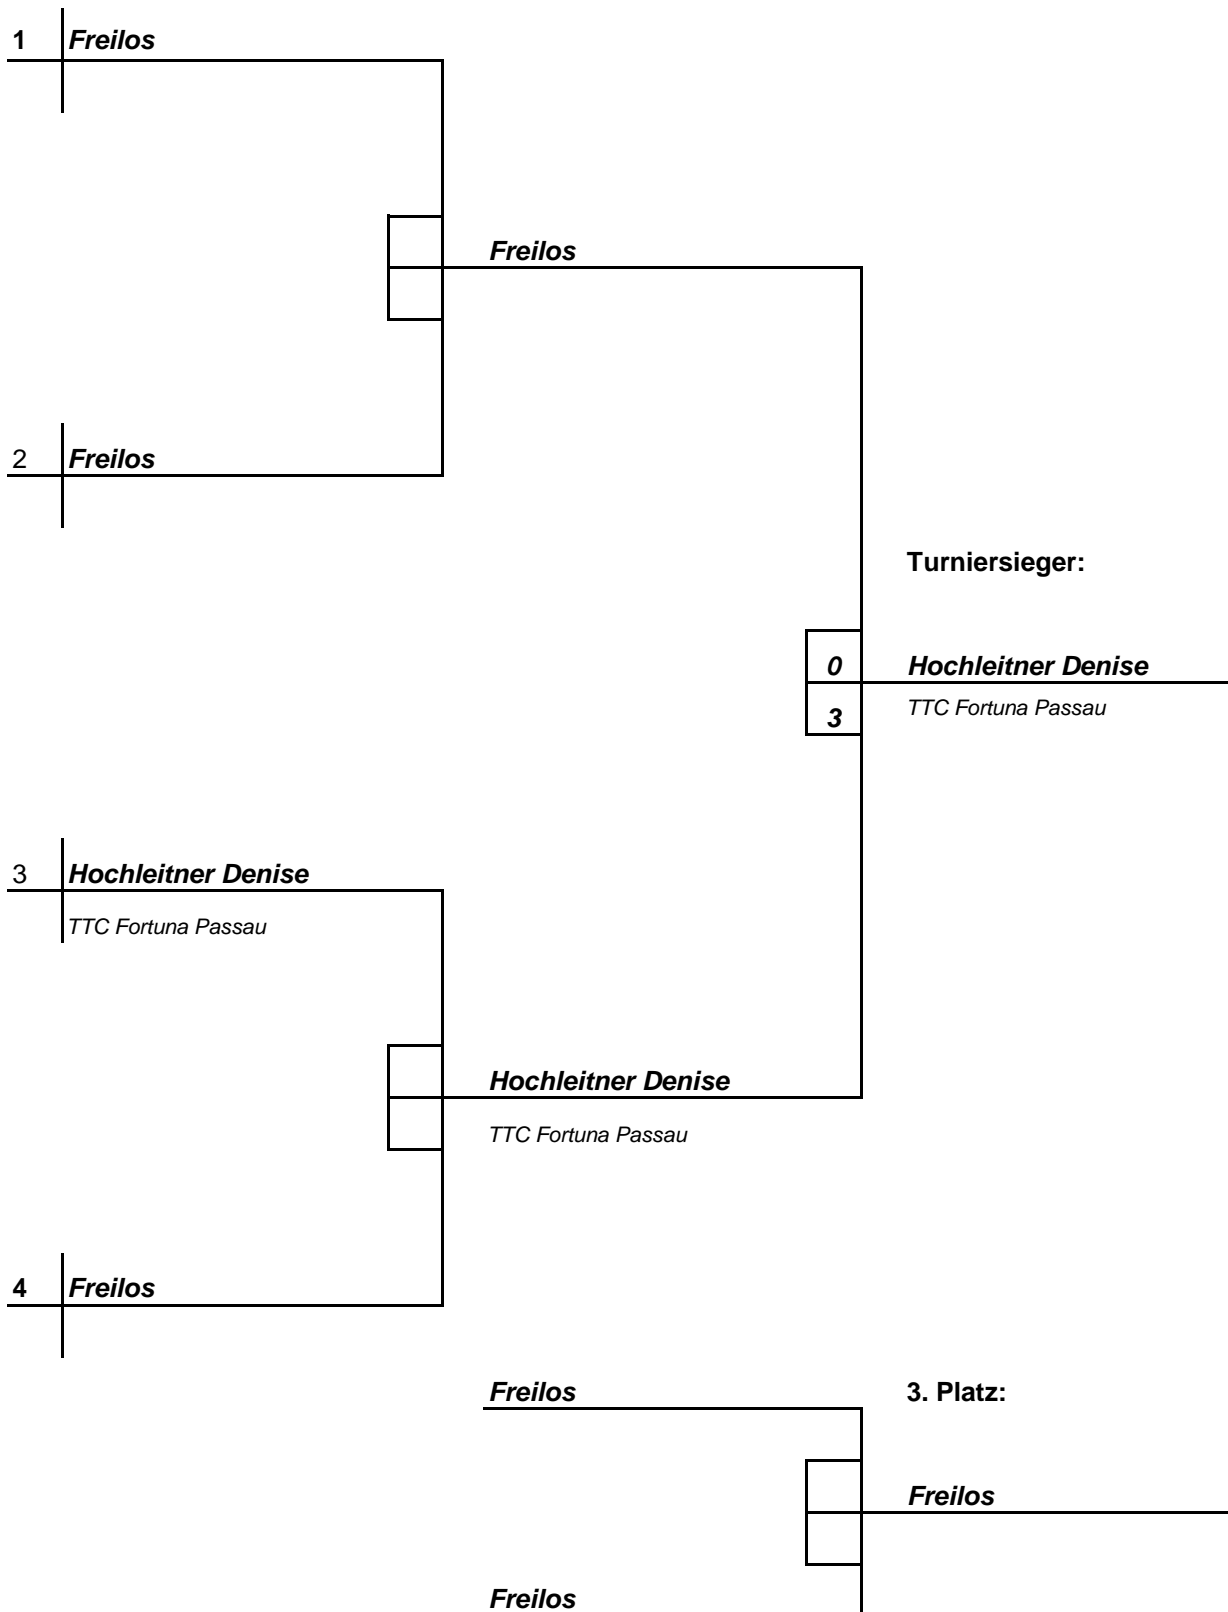 1 Freilos
Freilos
2 Freilos
Turniersieger:
0 Hochleitner Denise
3 TTC Fortuna Passau
3 Hochleitner Denise
TTC Fortuna Passau
Hochleitner Denise
TTC Fortuna Passau
4 Freilos
Freilos 3. Platz:
Freilos
Freilos